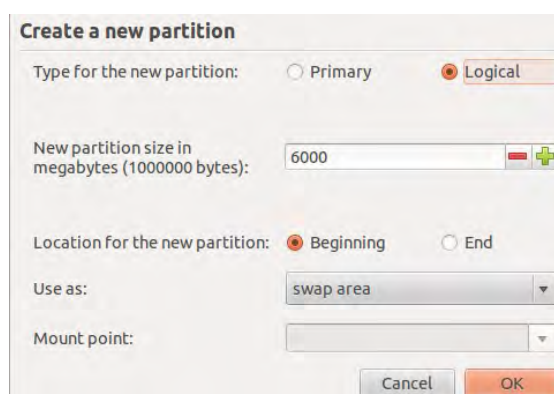 Create a new partition
Type for the new partition: Primary Logical
New partition size in
megabytes (1000000 bytes): 6000
Location for the new partition: Beginning End
Use as: swap area
Mount point:
Cancel OK